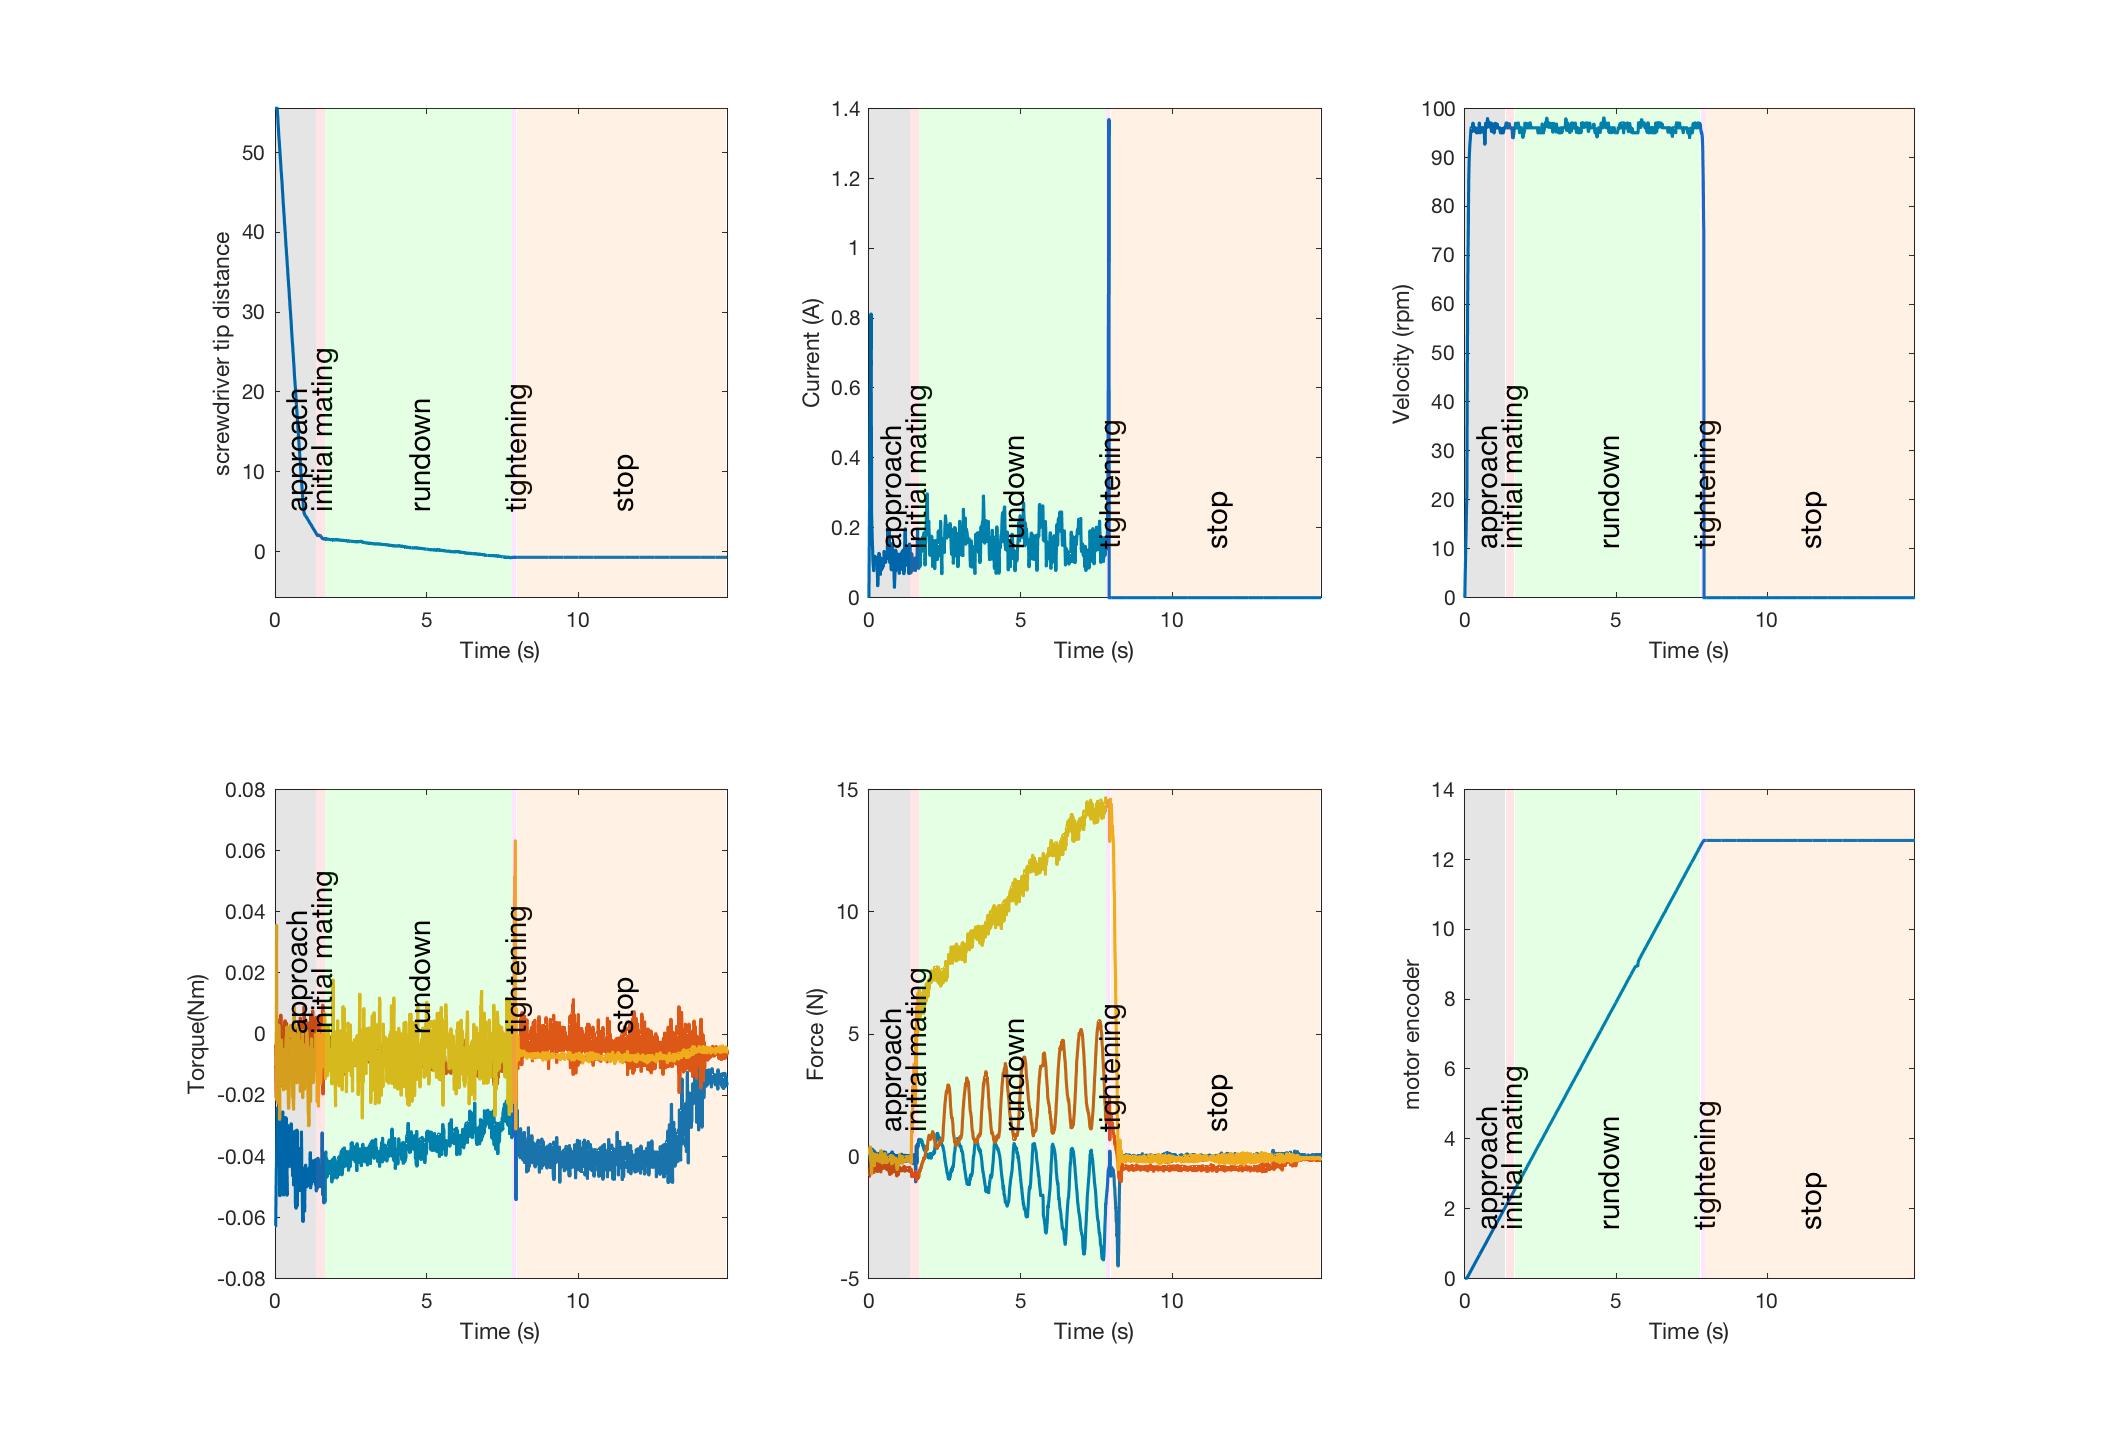 screwdriver tip distance
50
40
30
20
10
0
approach
initial mating
rundown
tightening
stop
0
5
10
Time (s)
Current (A)
1.4
1.2
1
0.8
0.6
0.4
0.2
0
approach
initial mating
rundown
tightening
stop
0
5
10
Time (s)
Velocity (rpm)
100
90
80
70
60
50
40
30
20
10
0
approach
initial mating
rundown
tightening
stop
0
5
10
Time (s)
Torque(Nm)
0.08
0.06
0.04
0.02
0
-0.02
-0.04
-0.06
-0.08
approach
initial mating
rundown
tightening
stop
0
5
10
Time (s)
Force (N)
15
10
5
0
-5
approach
initial mating
rundown
tightening
stop
0
5
10
Time (s)
motor encoder
14
12
10
8
6
4
2
0
approach
initial mating
rundown
tightening
stop
0
5
10
Time (s)